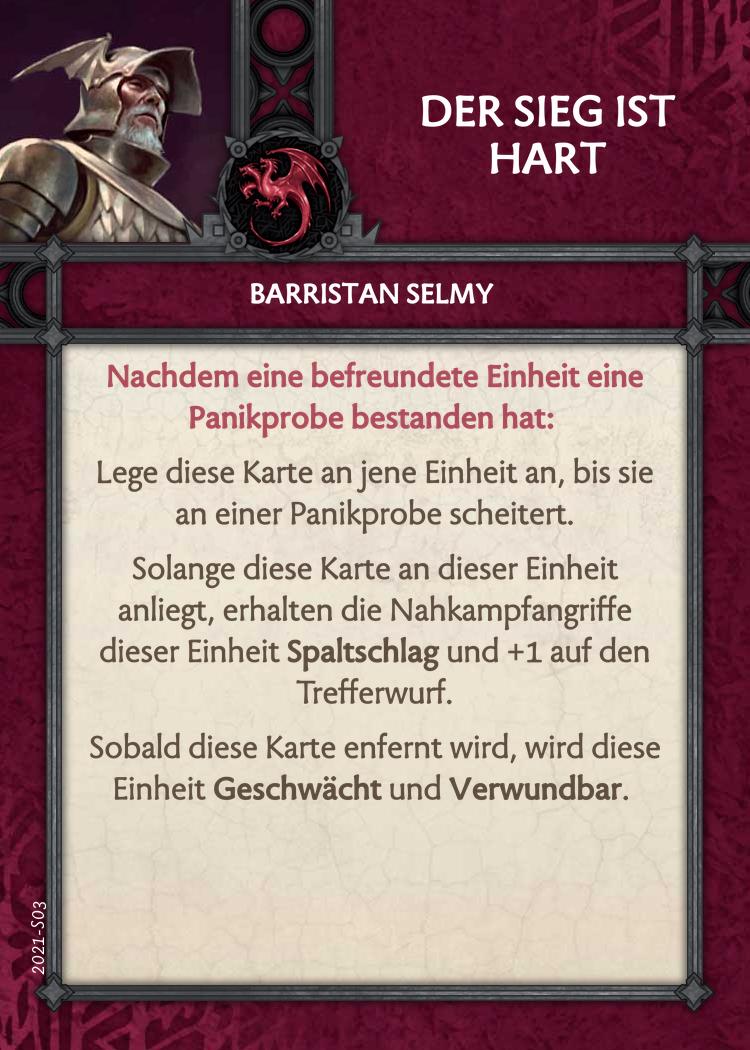 DER SIEG IST
HART
BARRISTAN SELMY
Nachdem eine befreundete Einheit eine
Panikprobe bestanden hat:
Lege diese Karte an jene Einheit an, bis sie
an einer Panikprobe scheitert.
Solange diese Karte an dieser Einheit
anliegt, erhalten die Nahkampfangriffe
dieser Einheit Spaltschlag und +1 auf den
Trefferwurf.
Sobald diese Karte enfernt wird, wird diese
Einheit Geschwächt und Verwundbar.
2021-S03